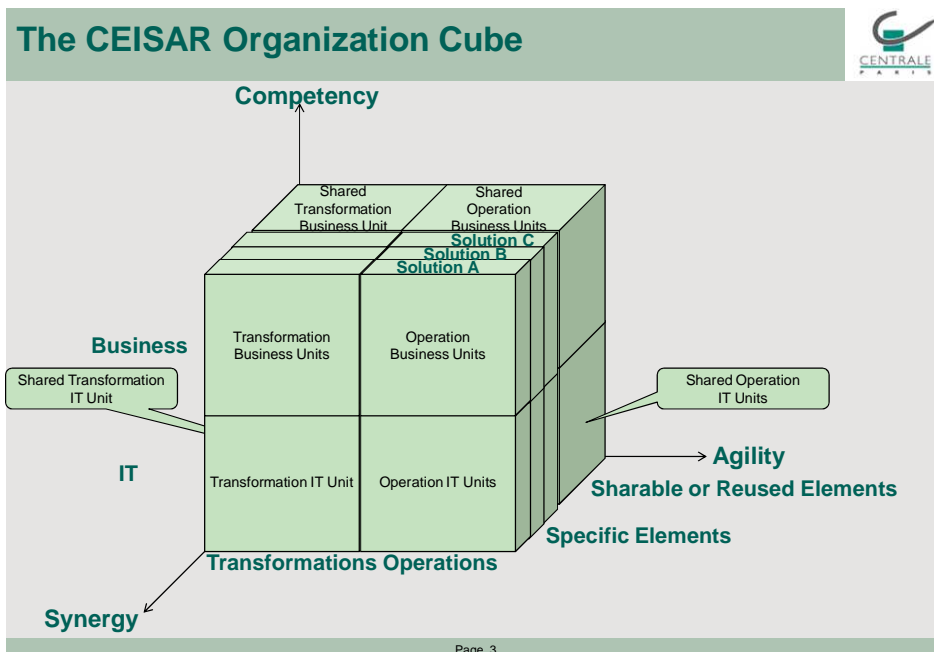 The CEISAR Organization Cube
CENTRALE
PARIS
Competency
Shared
Transformation
Business Unit
Shared
Operation
Business Units
Solution C
Solution B
Solution A
Business
Transformation
Business Units
Operation
Business Units
Shared Transformation
IT Unit
Shared Operation
IT Units
IT
Transformation IT Unit
Operation IT Units
Agility
Sharable or Reused Elements
Specific Elements
Transformations Operations
Synergy
Page 3